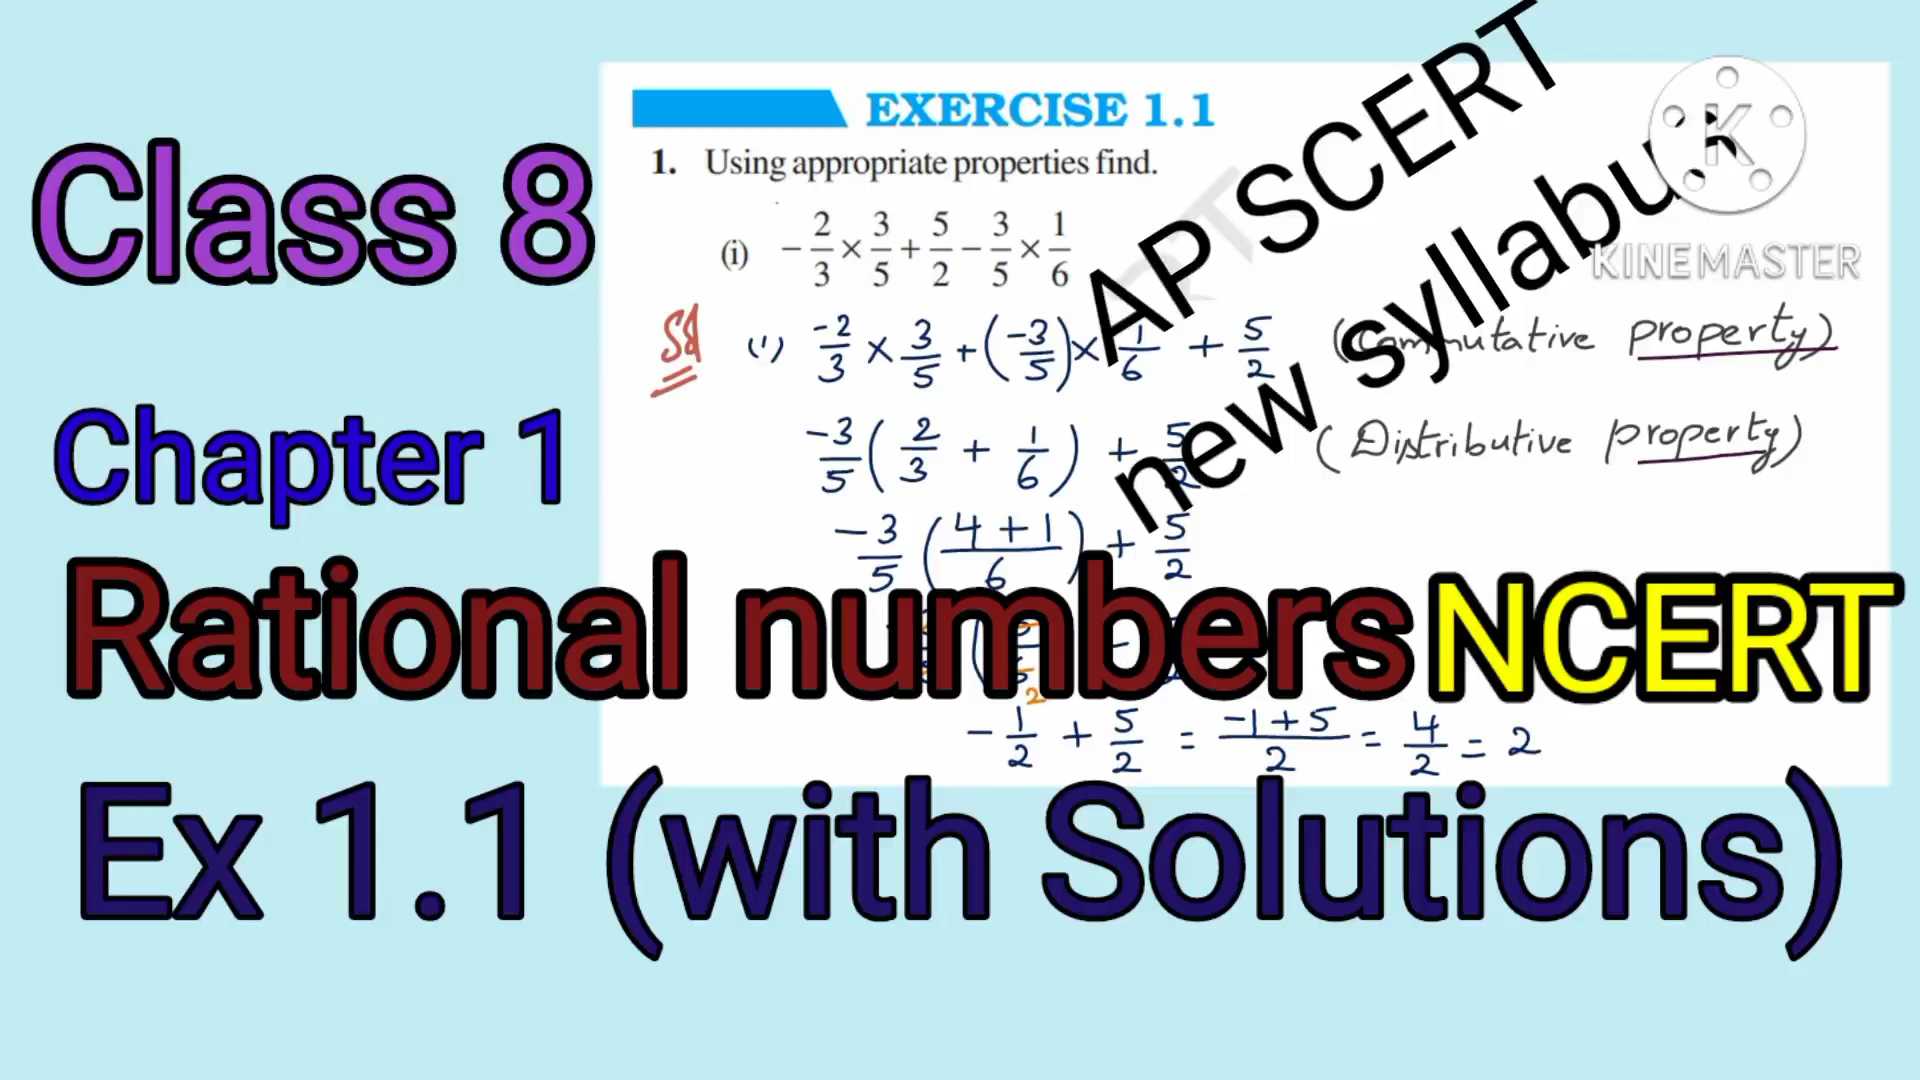 EXERCISE 1.1
AP SCERT
new syllabus
KINEMASTER
Class 8
1. Using appropriate properties find.
(i) -2/3 × 3/5 + 5/2 - 3/5 × 1/6
Sol (i) -2/3 × 3/5 + (-3/5) × 1/6 + 5/2 (Commutative property)
Chapter 1
-3/5 (2/3 + 1/6) + 5/2 (Distributive property)
-3/5 (4+1/6) + 5/2
Rational numbers NCERT
-1/2 + 5/2 = -1+5/2 = 4/2 = 2
Ex 1.1 (with Solutions)